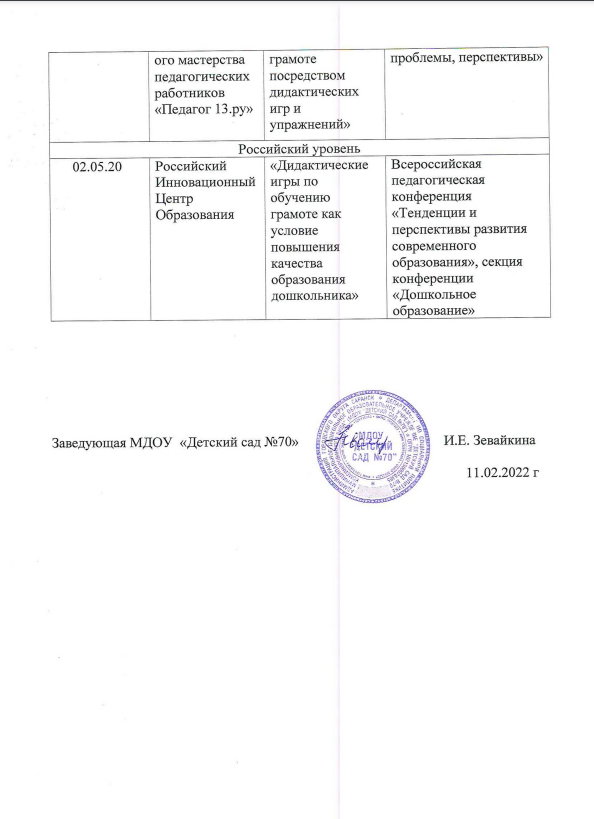 ого мастерства
педагогических
работников
«Педагог 13.ру»
грамоте
посредством
дидактических
игр и
упражнений»
проблемы, перспективы»
Российский уровень
02.05.20
Российский
Инновационный
Центр
Образования
«Дидактические
игры по
обучению
грамоте как
условие
повышения
качества
образования
дошкольника»
Всероссийская
педагогическая
конференция
«Тенденции и
перспективы развития
современного
образования», секция
конференции
«Дошкольное
образование»
Заведующая МДОУ «Детский сад №70»
МДОУ
"ДЕТСКИЙ
САД №70"
И.Е. Зевайкина
11.02.2022 г